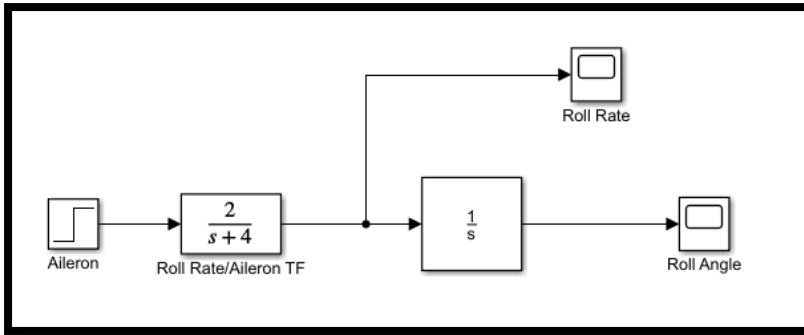 Roll Rate
2
s + 4
1
s
Aileron
Roll Rate/Aileron TF
Roll Angle